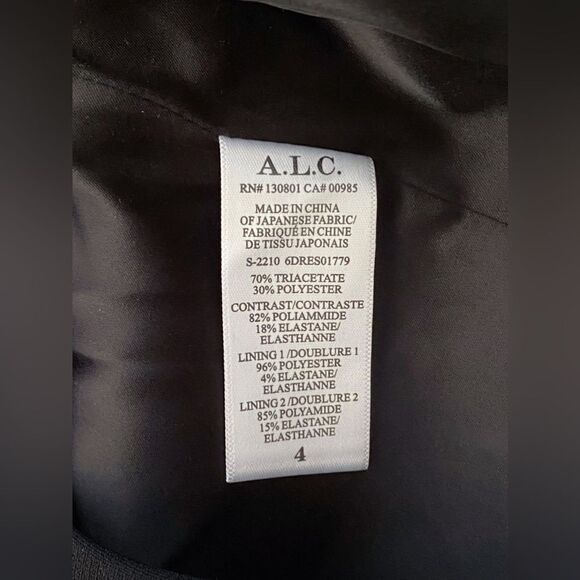 A.L.C.
RN# 130801 CA# 00985
MADE IN CHINA
OF JAPANESE FABRIC/
FABRIQUÉ EN CHINE
DE TISSU JAPONAIS
S-2210 6DRES01779
70% TRIACETATE
30% POLYESTER
CONTRAST/CONTRASTE
82% POLIAMMIDE
18% ELASTANE/
ELASTHANNE
LINING 1 /DOUBLURE 1
96% POLYESTER
4% ELASTANE/
ELASTHANNE
LINING 2 /DOUBLURE 2
85% POLYAMIDE
15% ELASTANE/
ELASTHANNE
4